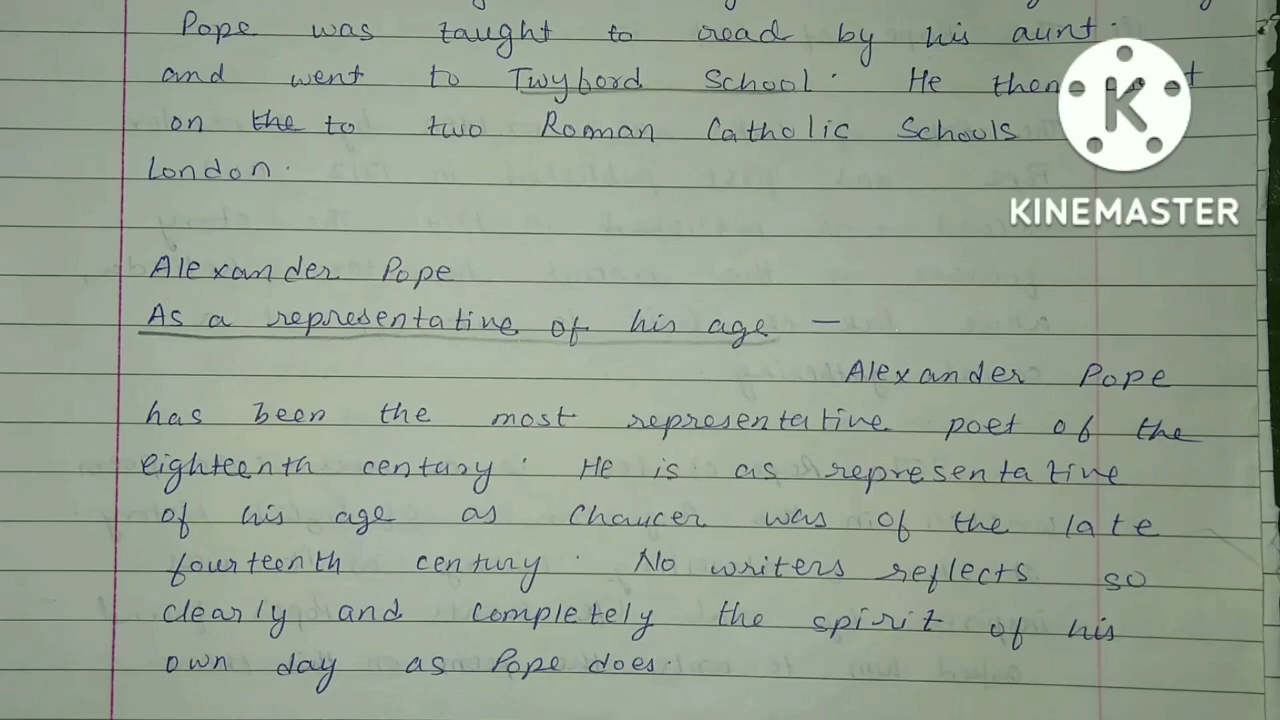 Pope was taught to read by his aunt.
and went to Twybord School. He then
on the to two Roman Catholic Schools
London.
KINEMASTER
Alexander Pope
As a representative of his age —
Alexander Pope
has been the most representative poet of the
eighteenth century. He is as representative
of his age as Chaucer was of the late
fourteenth century. No writers reflects so
clearly and completely the spirit of his
own day as Pope does.